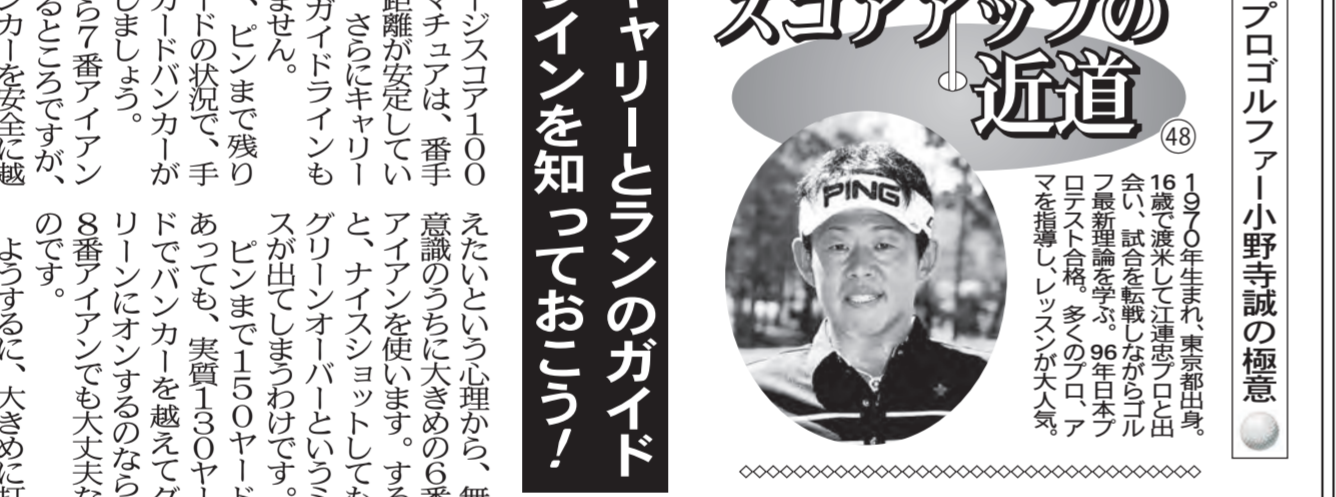 プロゴルファー小野寺誠の極意
スコアアップの
近道
48
1970年生まれ、東京都出身。
16歳で渡米して江連忠プロと出
会い、試合を転戦しながらゴル
フ最新理論を学ぶ。96年日本プ
ロテスト合格。多くのプロ、ア
マを指導し、レッスンが大人気。
PING
キャリーとランのガイド
ラインを知っておこう!
ージスコア100
マチュアは、番手
距離が安定してい
さらにキャリー
ガイドラインも
ません。
、ピンまで残り
ードの状況で、手
ガードバンカーが
しましょう。
ら7番アイアン
るところですが、
ンカーを安全に越
えたいという心理から、無
意識のうちに大きめの6番
アイアンを使います。する
と、ナイスショットしても
グリーンオーバーというミ
スが出てしまうわけです。
ピンまで150ヤード
あっても、実質130ヤー
ドでバンカーを越えてグ
リーンにオンするのなら
8番アイアンでも大丈夫な
のです。
ようするに、大きめに打